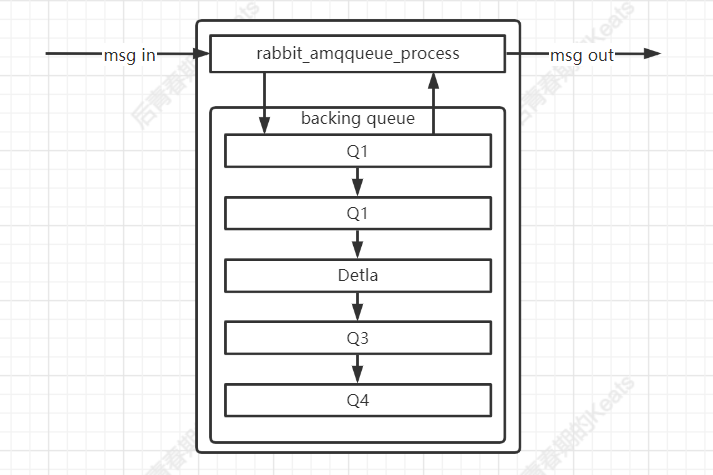 msg in
rabbit_amqqueue_process
msg out
backing queue
Q1
Q1
Detla
Q3
Q4
后青春期的Keats